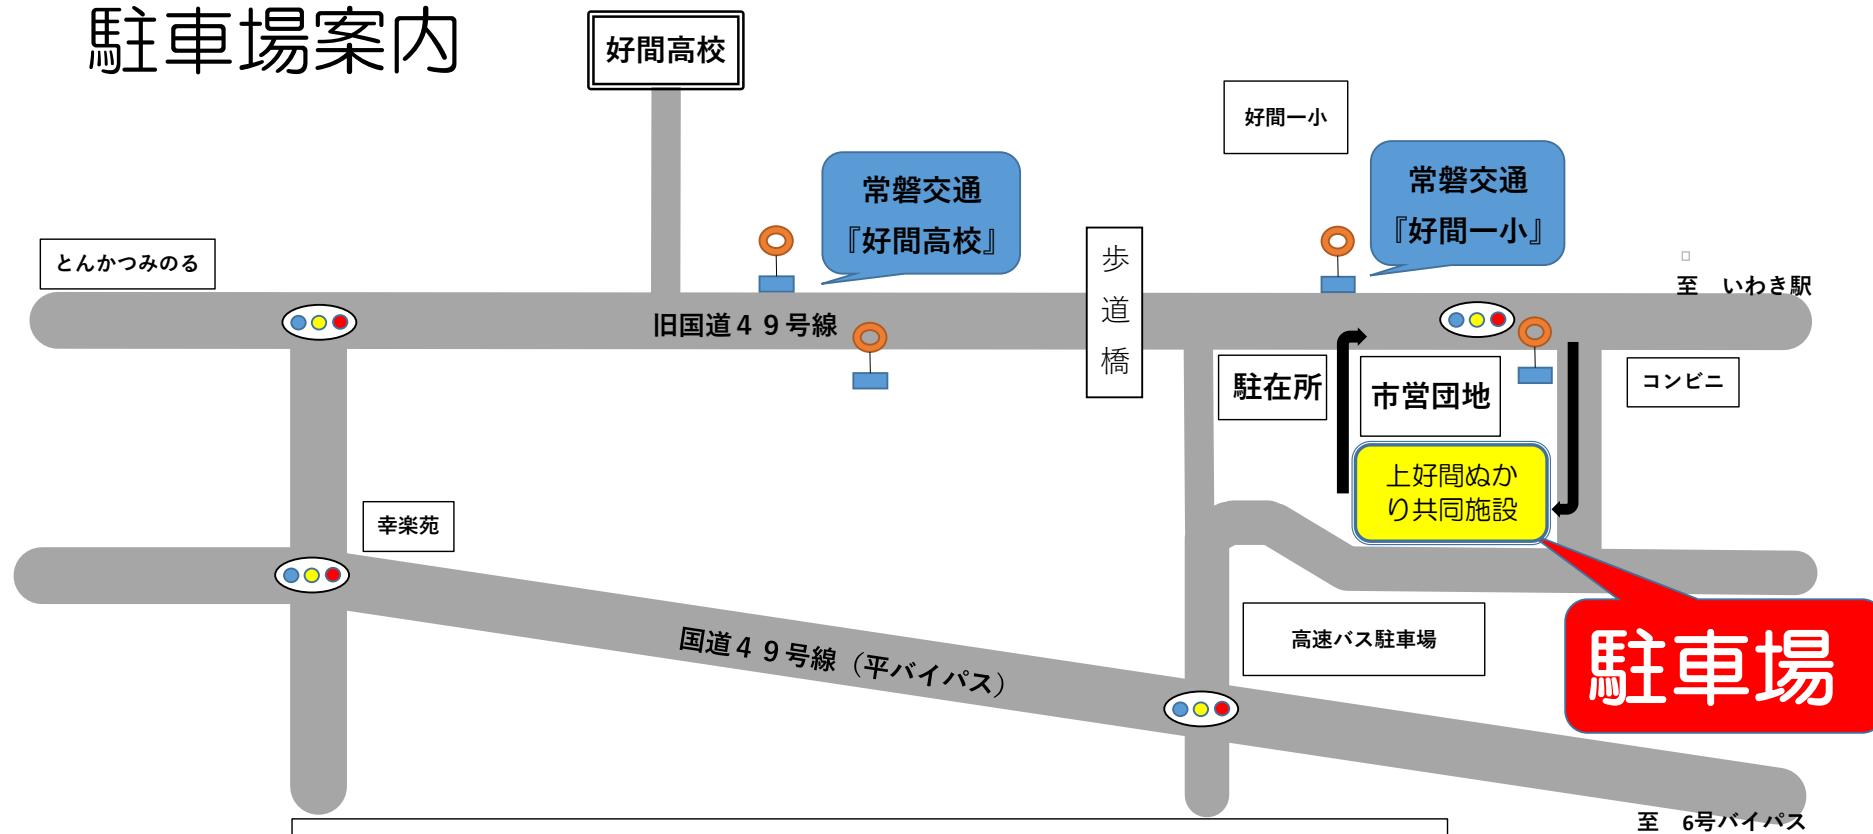 駐車場案内
好間高校
好間一小
常磐交通
『好間高校』
常磐交通
『好間一小』
とんかつみのる
歩道橋
至　いわき駅
旧国道４９号線
駐在所
市営団地
コンビニ
上好間ぬか
り共同施設
幸楽苑
高速バス駐車場
国道４９号線（平バイパス）
駐車場
至　6号バイパス